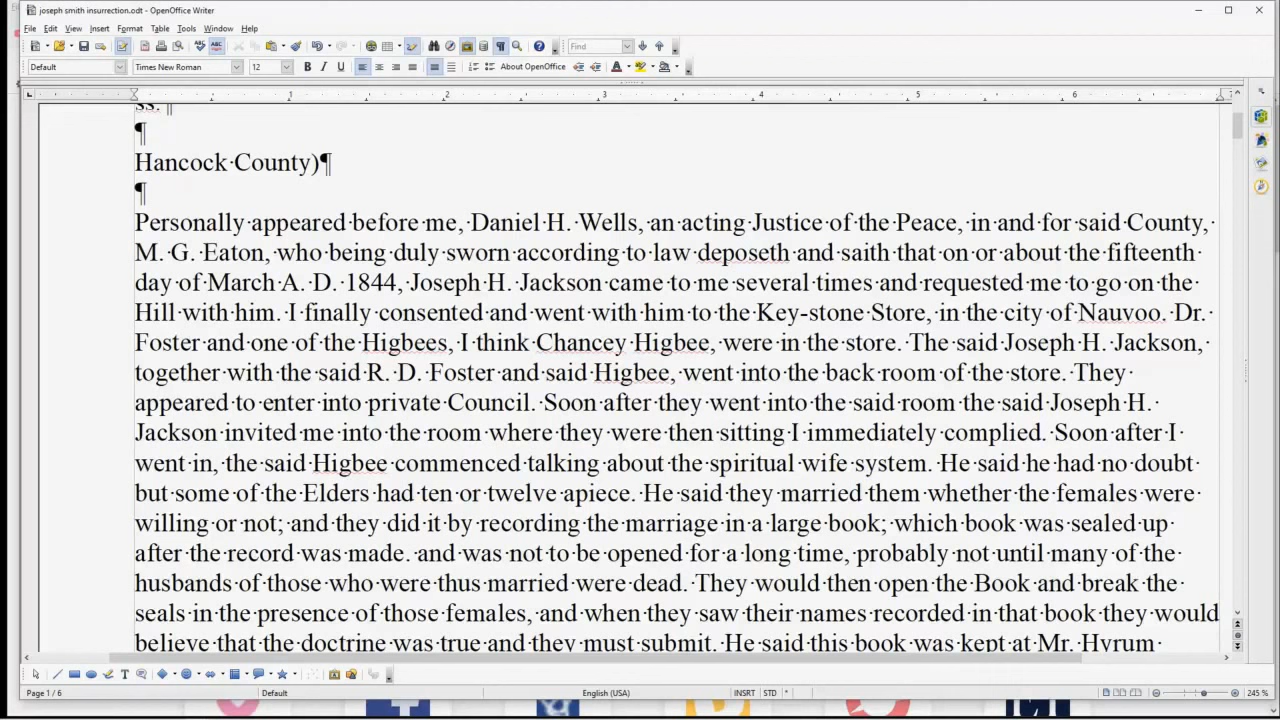 joseph smith insurrection.odt - OpenOffice Writer
File Edit View Insert Format Table Tools Window Help
Find
Default Times New Roman 12 About OpenOffice
1 2 3 4 5 6
ss. ¶
¶
Hancock County)¶
¶
Personally appeared before me, Daniel H. Wells, an acting Justice of the Peace, in and for said County,
M. G. Eaton, who being duly sworn according to law deposeth and saith that on or about the fifteenth
day of March A. D. 1844, Joseph H. Jackson came to me several times and requested me to go on the
Hill with him. I finally consented and went with him to the Key-stone Store, in the city of Nauvoo. Dr.
Foster and one of the Higbees, I think Chancey Higbee, were in the store. The said Joseph H. Jackson,
together with the said R. D. Foster and said Higbee, went into the back room of the store. They
appeared to enter into private Council. Soon after they went into the said room the said Joseph H.
Jackson invited me into the room where they were then sitting I immediately complied. Soon after I
went in, the said Higbee commenced talking about the spiritual wife system. He said he had no doubt
but some of the Elders had ten or twelve apiece. He said they married them whether the females were
willing or not; and they did it by recording the marriage in a large book; which book was sealed up
after the record was made. and was not to be opened for a long time, probably not until many of the
husbands of those who were thus married were dead. They would then open the Book and break the
seals in the presence of those females, and when they saw their names recorded in that book they would
believe that the doctrine was true and they must submit. He said this book was kept at Mr. Hyrum
Page 1 / 6 Default English (USA) INSRT STD * 245 %